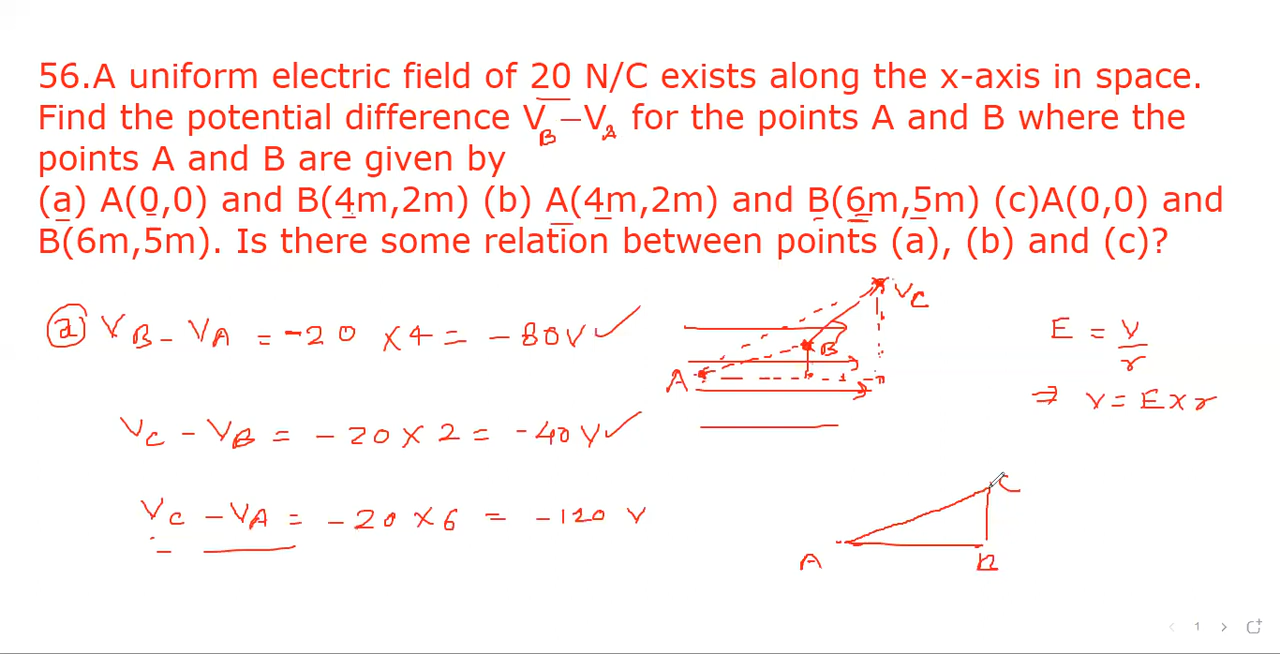 56.A uniform electric field of 20 N/C exists along the x-axis in space.
Find the potential difference V_B – V_A for the points A and B where the
points A and B are given by
(a) A(0,0) and B(4m,2m) (b) A(4m,2m) and B(6m,5m) (c)A(0,0) and
B(6m,5m). Is there some relation between points (a), (b) and (c)?
(a) V_B - V_A = -20 × 4 = -80V
V_C - V_B = -20 × 2 = -40V
V_C - V_A = -20 × 6 = -120 V
V_C
B
A
E = V/r
⇒ V = E × r
C
A B
1